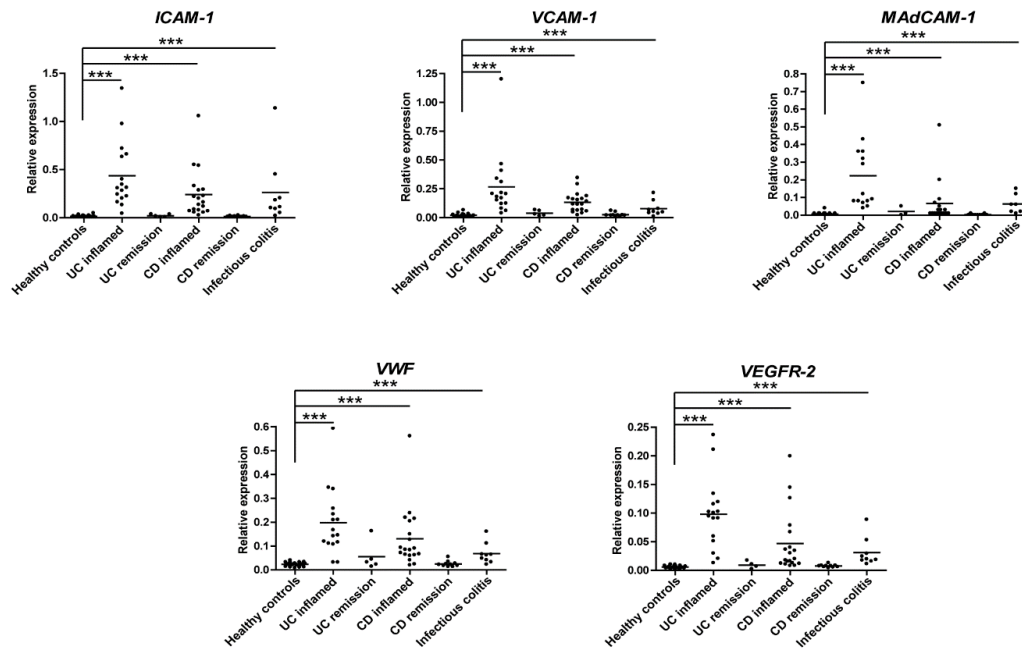 ICAM-1
***
***
***
Relative expression
1.5
1.0
0.5
0.0
Healthy controls
UC inflamed
UC remission
CD inflamed
CD remission
Infectious colitis
VCAM-1
***
***
***
Relative expression
1.25
1.00
0.75
0.50
0.25
0.00
Healthy controls
UC inflamed
UC remission
CD inflamed
CD remission
Infectious colitis
MAdCAM-1
***
***
***
Relative expression
0.8
0.7
0.6
0.5
0.4
0.3
0.2
0.1
0.0
Healthy controls
UC inflamed
UC remission
CD inflamed
CD remission
Infectious colitis
VWF
***
***
***
Relative expression
0.6
0.5
0.4
0.3
0.2
0.1
0.0
Healthy controls
UC inflamed
UC remission
CD inflamed
CD remission
Infectious colitis
VEGFR-2
***
***
***
Relative expression
0.25
0.20
0.15
0.10
0.05
0.00
Healthy controls
UC inflamed
UC remission
CD inflamed
CD remission
Infectious colitis